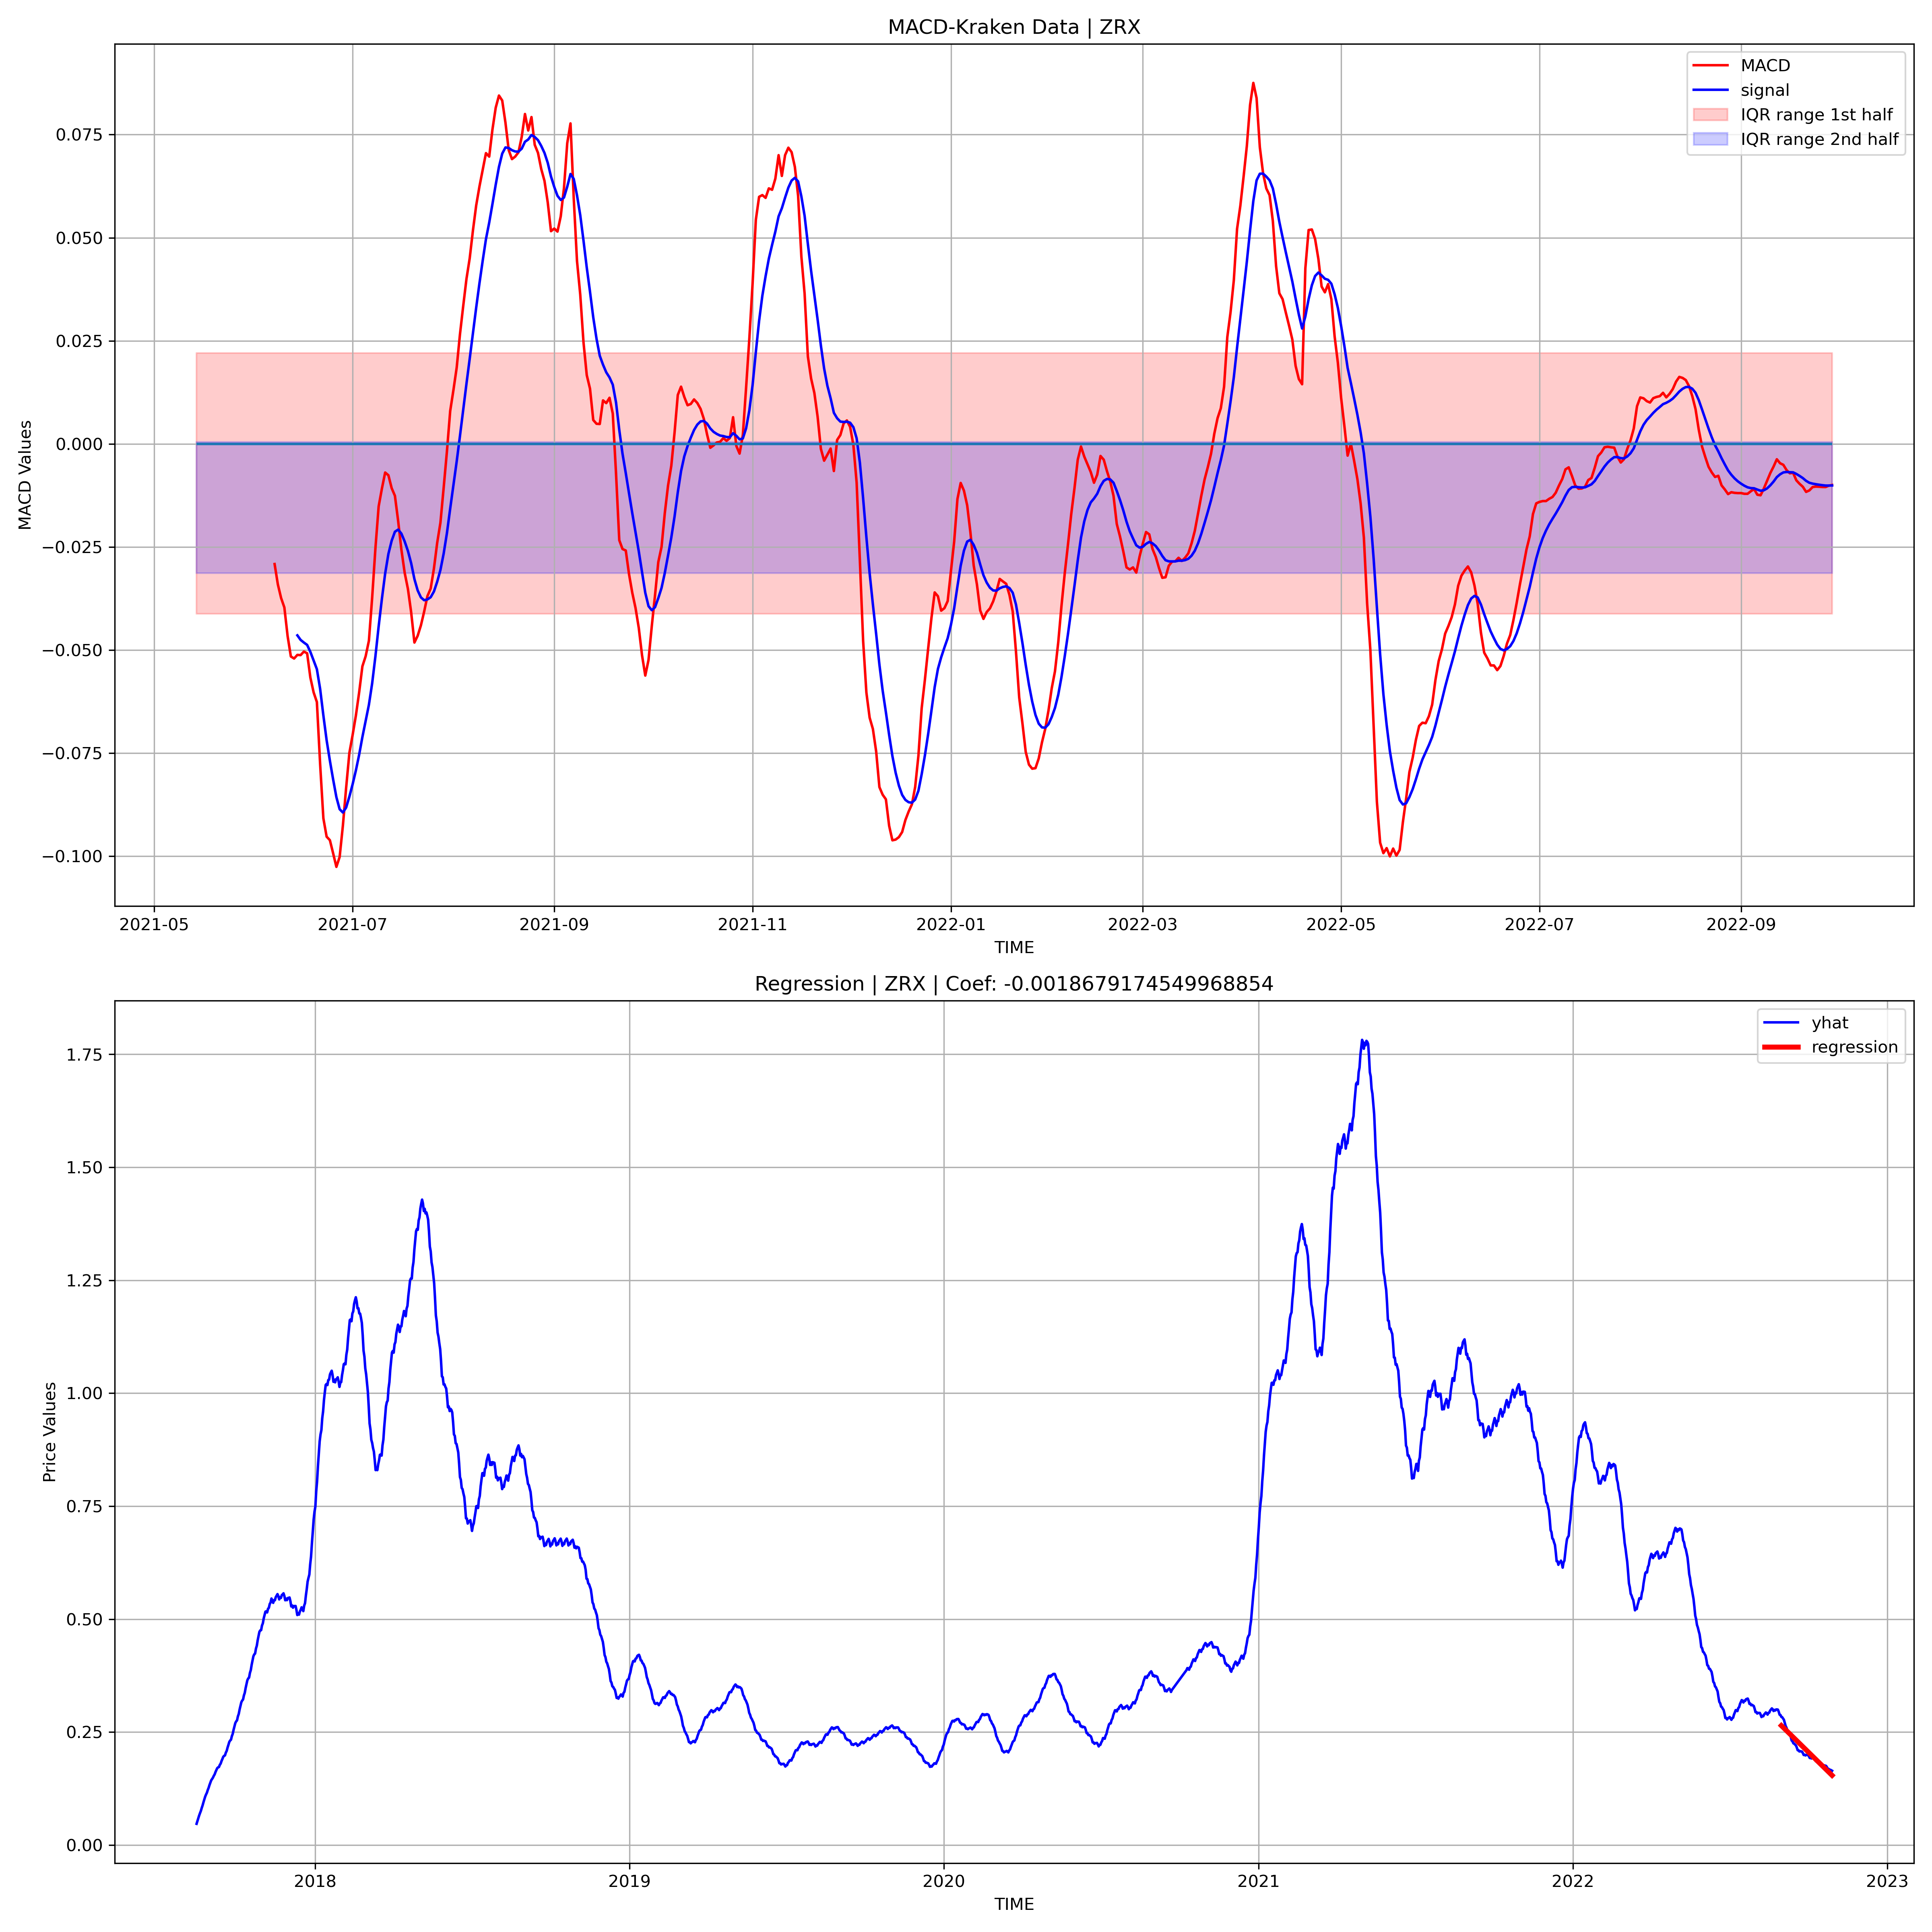 MACD-Kraken Data | ZRX
MACD
signal
IQR range 1st half
IQR range 2nd half
MACD Values
0.075
0.050
0.025
0.000
−0.025
−0.050
−0.075
−0.100
2021-05 2021-07 2021-09 2021-11 2022-01 2022-03 2022-05 2022-07 2022-09
TIME
Regression | ZRX | Coef: -0.0018679174549968854
yhat
regression
Price Values
1.75
1.50
1.25
1.00
0.75
0.50
0.25
0.00
2018 2019 2020 2021 2022 2023
TIME